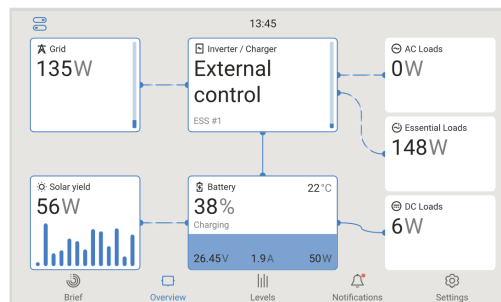 13:45
Grid
135W
Inverter / Charger
External
control
ESS #1
AC Loads
0W
Essential Loads
148W
Solar yield
56W
Battery
22°C
38%
Charging
26.45V 1.9A 50W
DC Loads
6W
Brief Overview Levels Notifications Settings